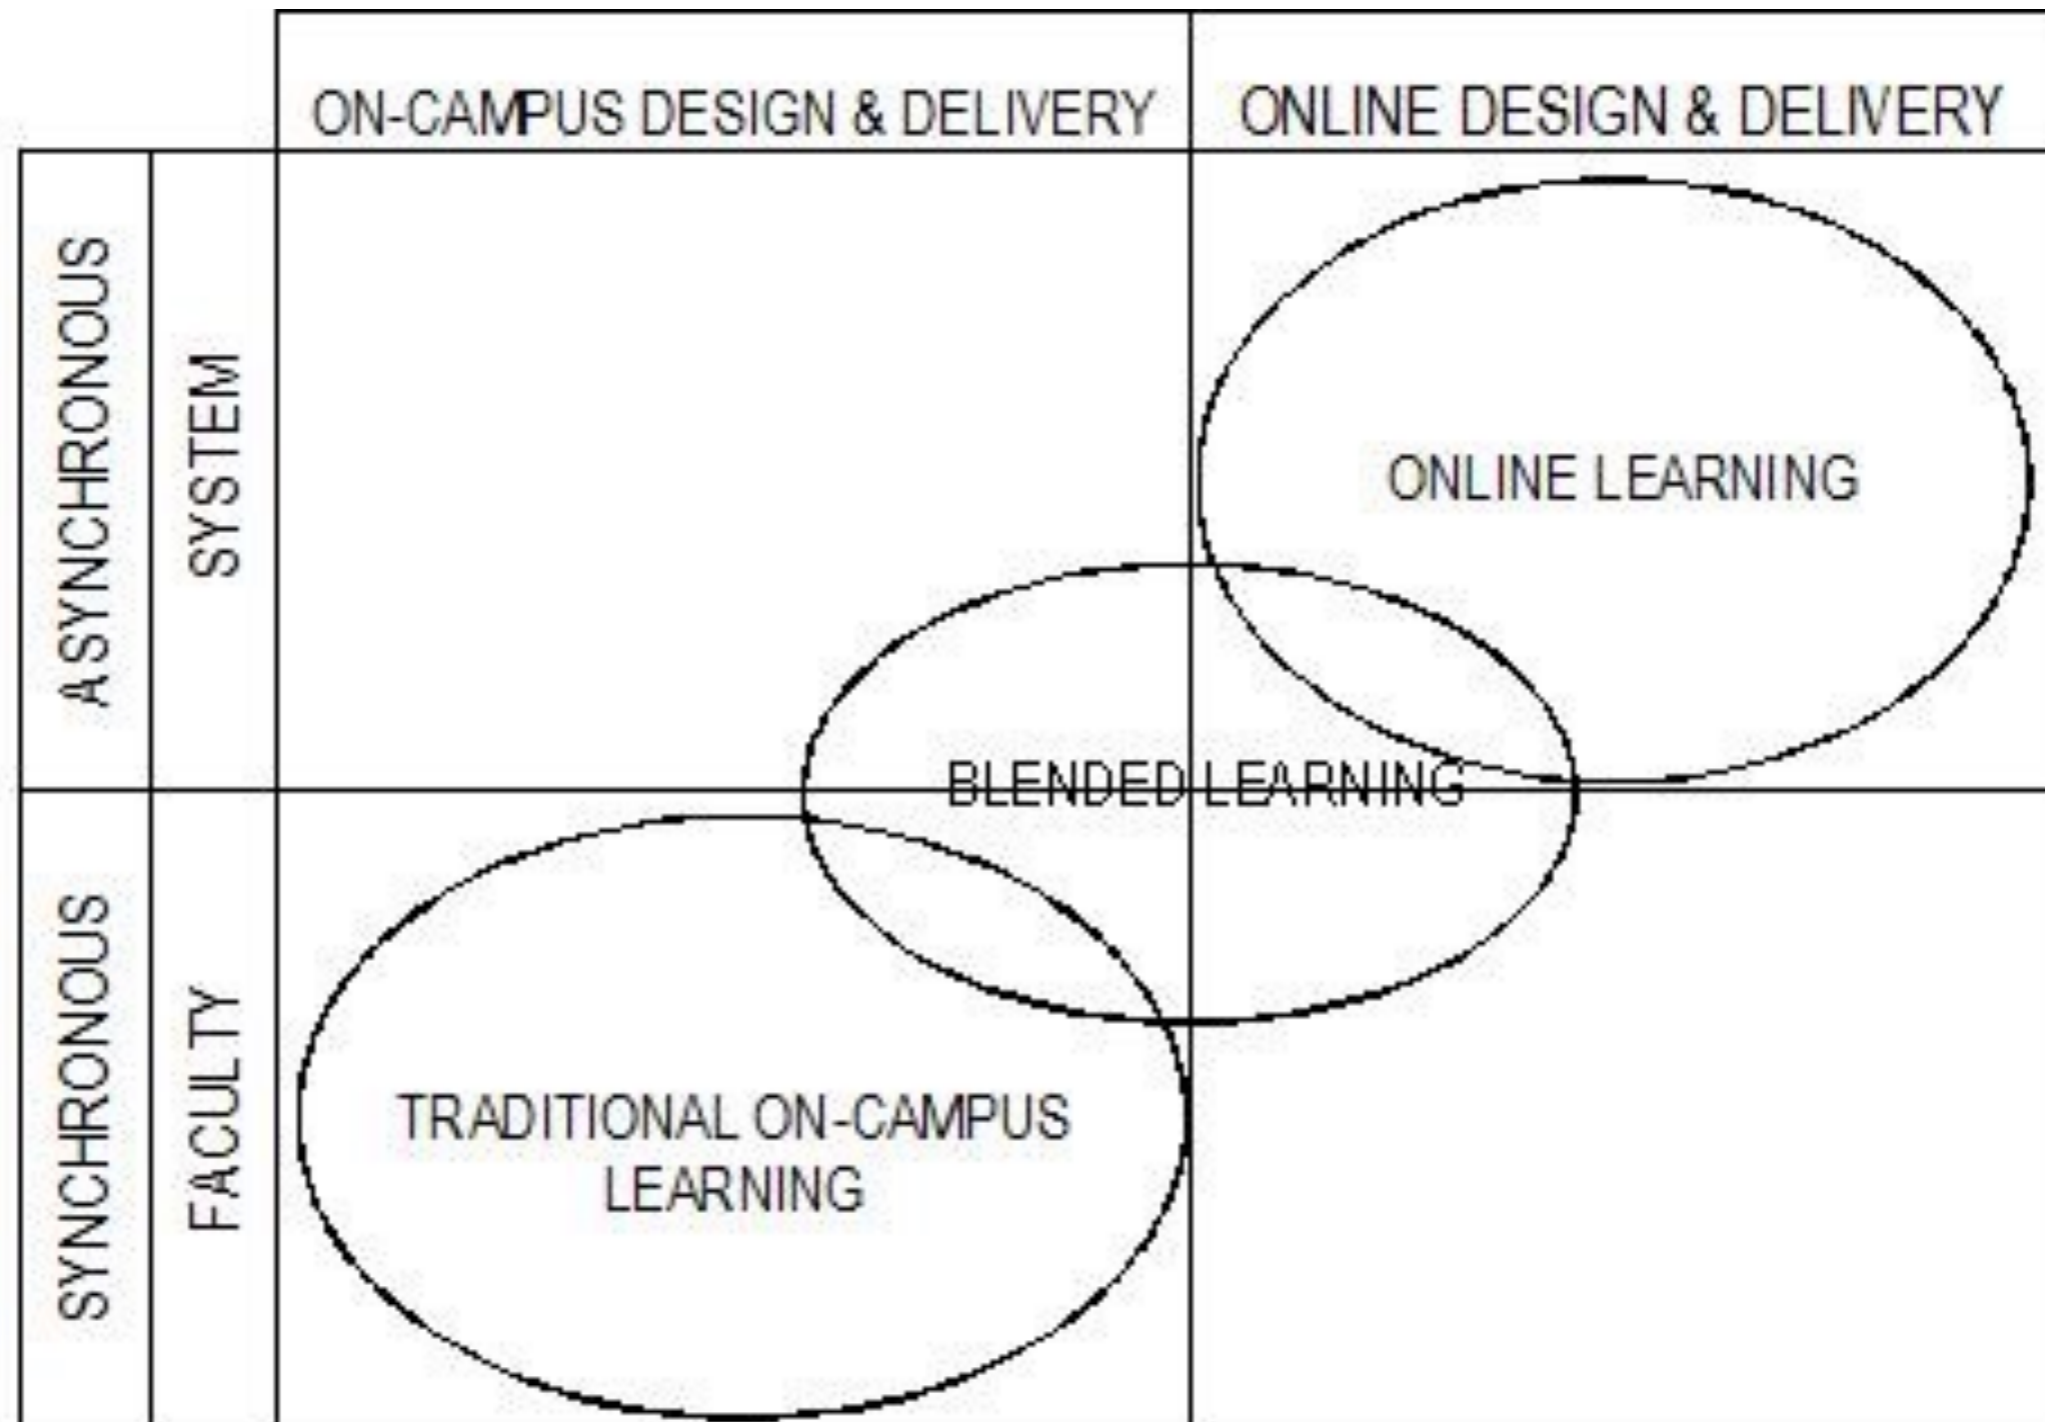 ON-CAMPUS DESIGN & DELIVERY
ONLINE DESIGN & DELIVERY
ASYNCHRONOUS
SYSTEM
ONLINE LEARNING
BLENDED LEARNING
SYNCHRONOUS
FACULTY
TRADITIONAL ON-CAMPUS
LEARNING